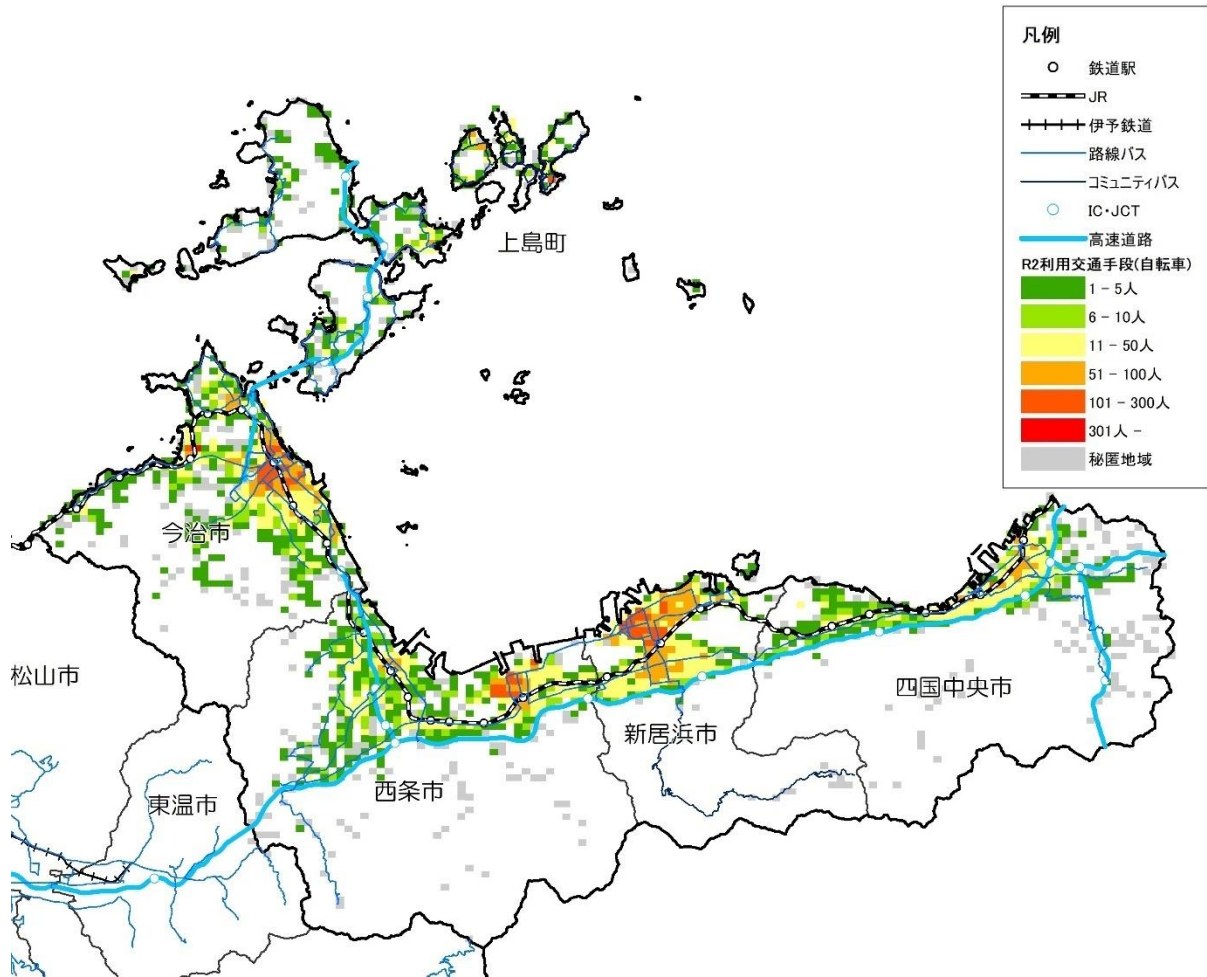 凡例
鉄道駅
JR
伊予鉄道
路線バス
コミュニティバス
IC・JCT
高速道路
R2利用交通手段(自転車)
1 - 5人
6 - 10人
11 - 50人
51 - 100人
101 - 300人
301人 -
秘匿地域
上島町
今治市
松山市
四国中央市
新居浜市
西条市
東温市